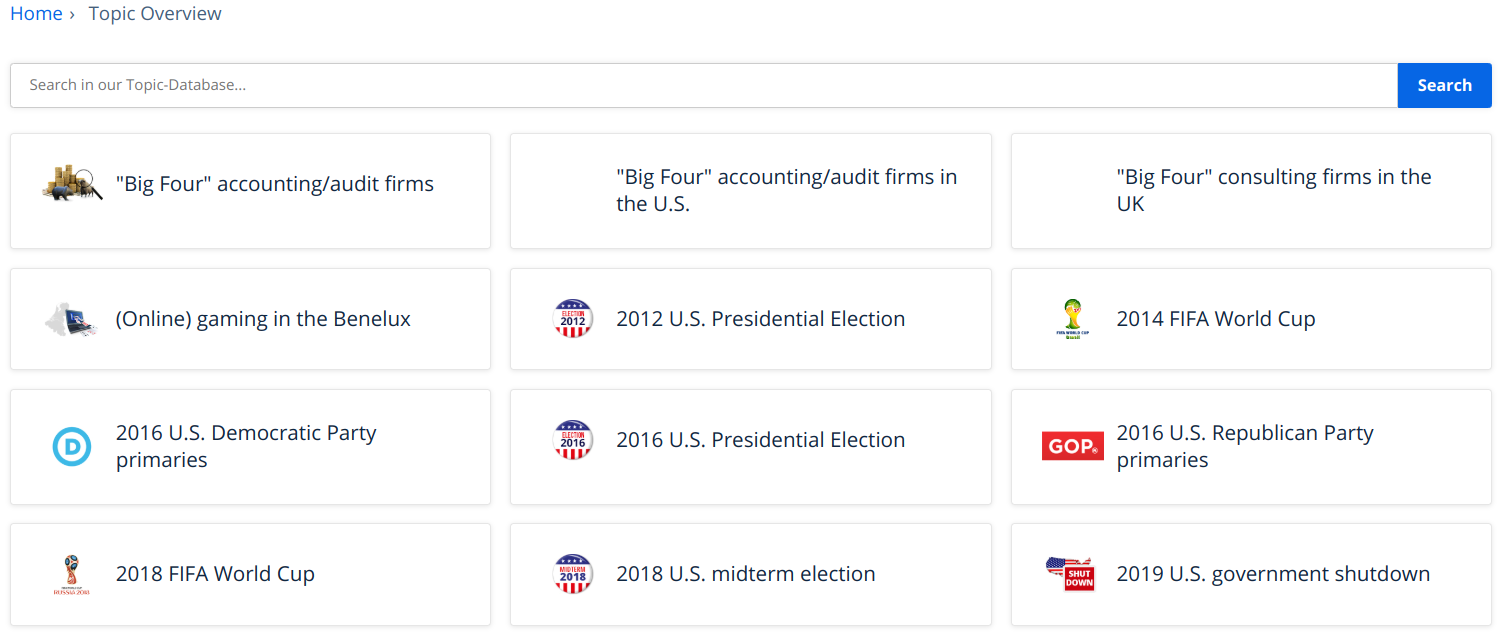 Home › Topic Overview
Search in our Topic-Database...
Search
"Big Four" accounting/audit firms
"Big Four" accounting/audit firms in
the U.S.
"Big Four" consulting firms in the
UK
(Online) gaming in the Benelux
ELECTION
2012
2012 U.S. Presidential Election
FIFA WORLD CUP
Brasil
2014 FIFA World Cup
D
2016 U.S. Democratic Party
primaries
ELECTION
2016
2016 U.S. Presidential Election
GOP
2016 U.S. Republican Party
primaries
RUSSIA 2018
2018 FIFA World Cup
MIDTERM
2018
2018 U.S. midterm election
SHUT
DOWN
2019 U.S. government shutdown